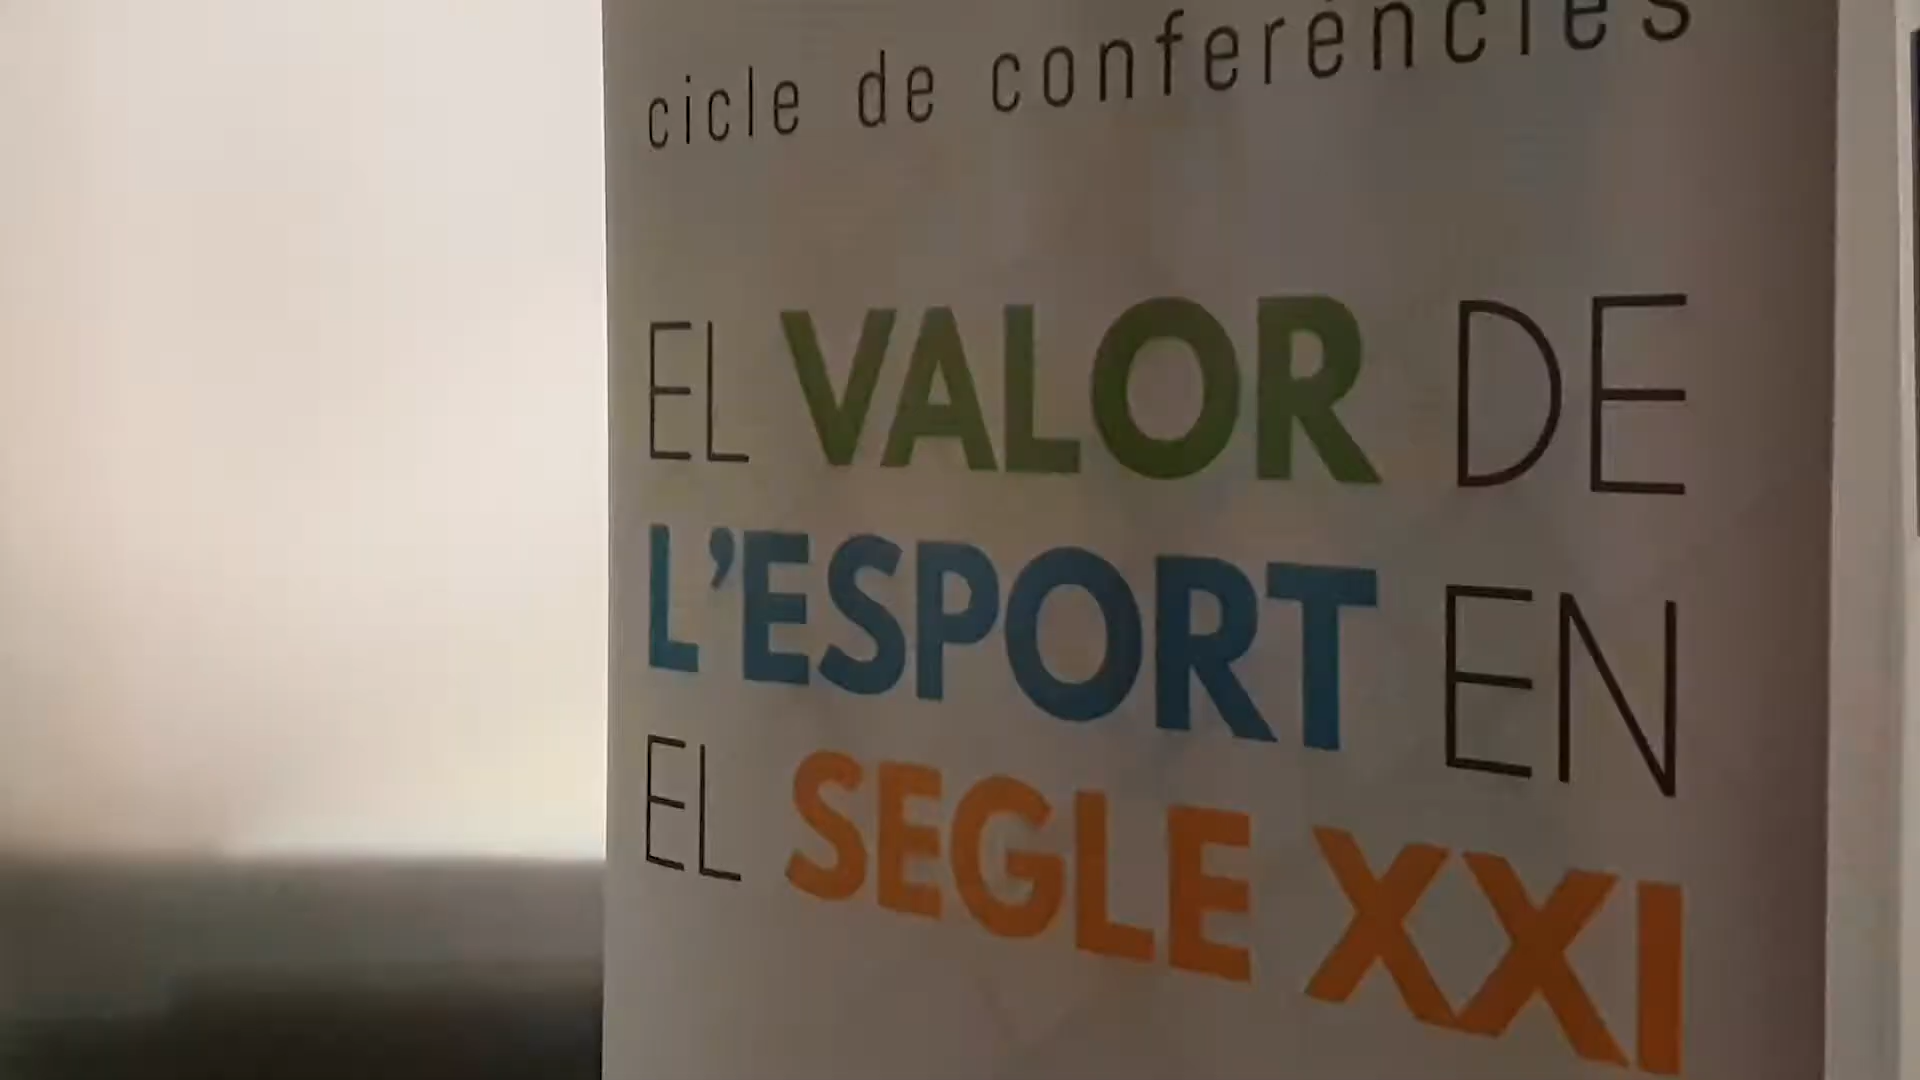 cicle de conferències
EL VALOR DE
L'ESPORT EN
EL SEGLE XXI